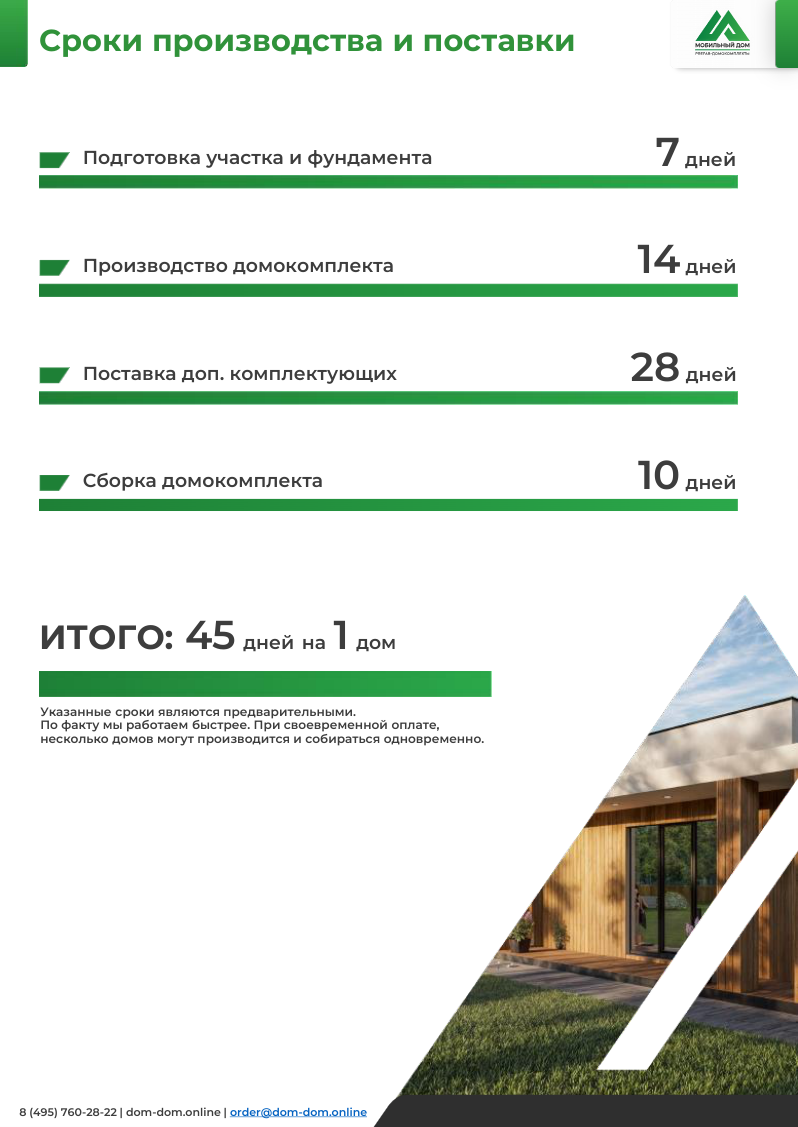 Сроки производства и поставки
МОБИЛЬНЫЙ ДОМ
PREFAB-ДОМОКОМПЛЕКТЫ
Подготовка участка и фундамента 7 дней
Производство домокомплекта 14 дней
Поставка доп. комплектующих 28 дней
Сборка домокомплекта 10 дней
ИТОГО: 45 дней на 1 дом
Указанные сроки являются предварительными.
По факту мы работаем быстрее. При своевременной оплате,
несколько домов могут производится и собираться одновременно.
8 (495) 760-28-22 | dom-dom.online | order@dom-dom.online